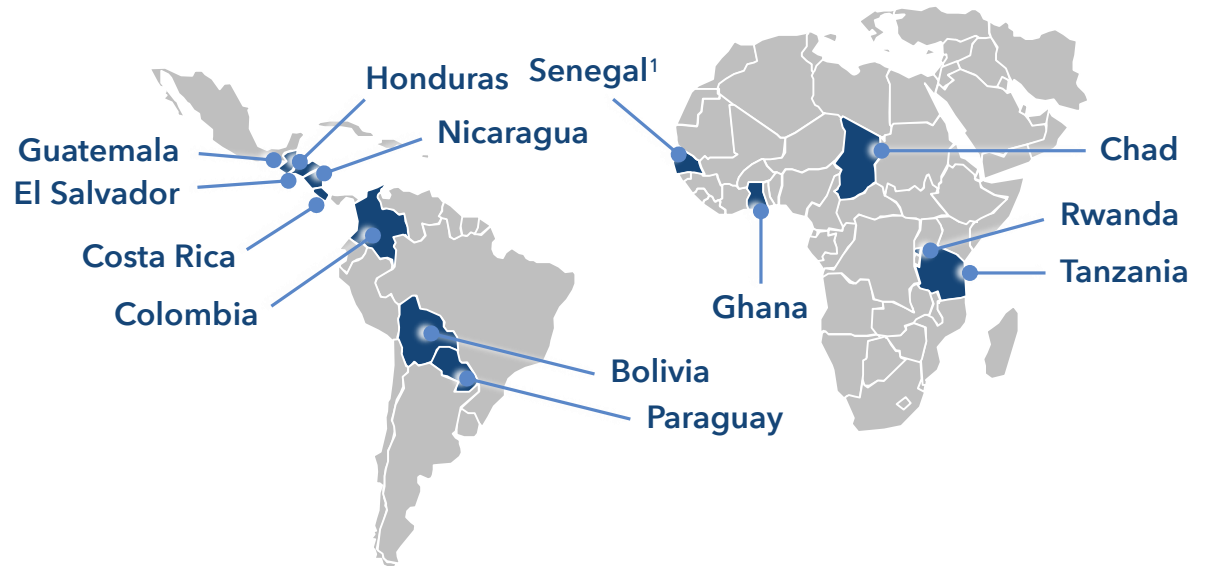 Honduras
Senegal¹
Nicaragua
Guatemala
El Salvador
Costa Rica
Colombia
Chad
Rwanda
Tanzania
Ghana
Bolivia
Paraguay